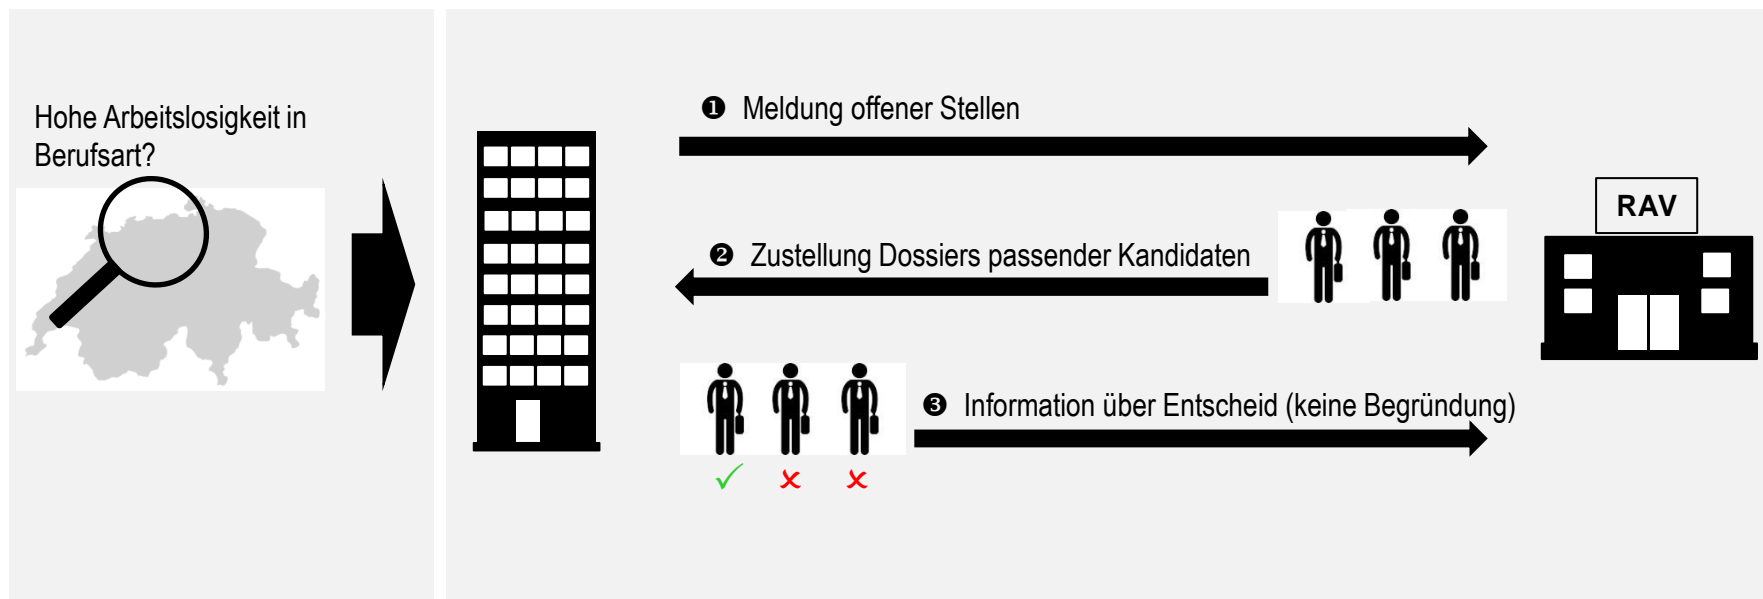 Hohe Arbeitslosigkeit in
Berufsart?
❶ Meldung offener Stellen
RAV
❷ Zustellung Dossiers passender Kandidaten
❸ Information über Entscheid (keine Begründung)